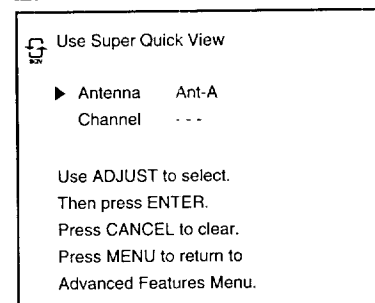 Use Super Quick View
SQV
▶ Antenna Ant-A
Channel - - -
Use ADJUST to select.
Then press ENTER.
Press CANCEL to clear.
Press MENU to return to
Advanced Features Menu.